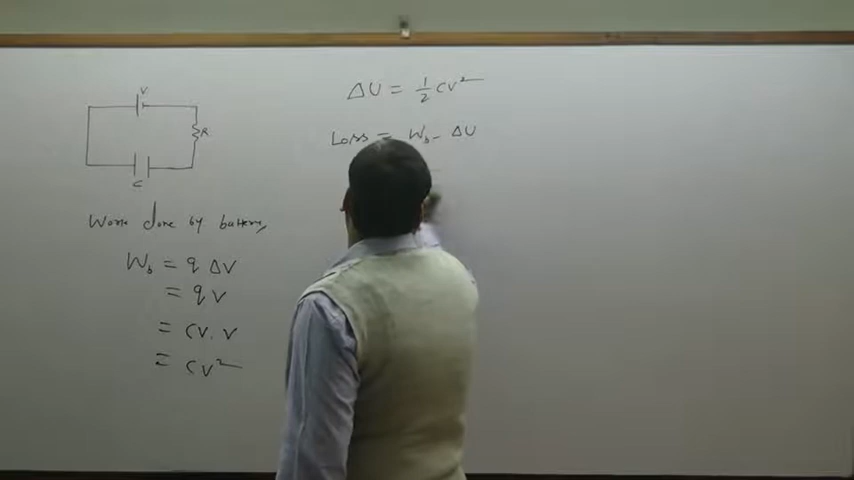 V
R
C
Work done by battery,
W_b = q ΔV
= qV
= CV. V
= CV²
ΔU = 1/2 CV²
Loss = W_b - ΔU